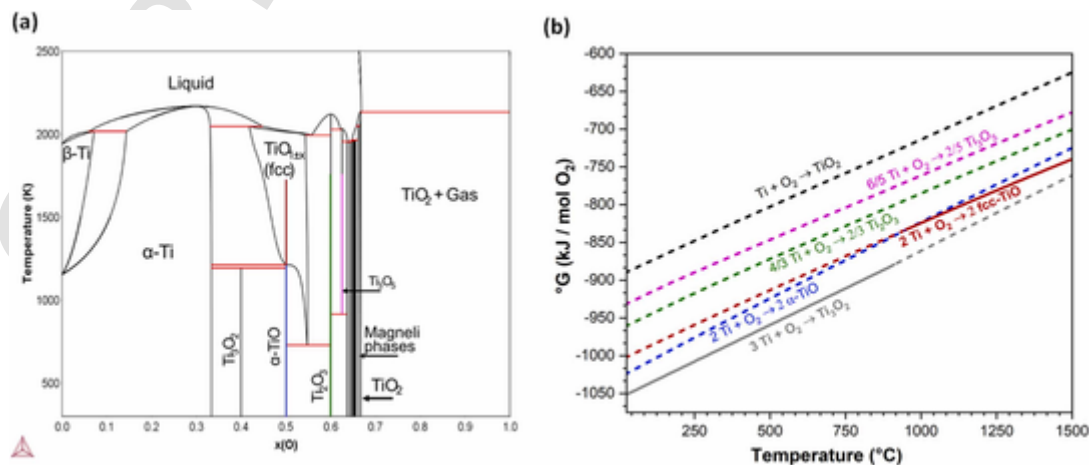 (a)
2500
2000
1500
1000
500
Temperature (K)
Liquid
β-Ti
α-Ti
TiO1±x
(fcc)
TiO2 + Gas
Ti3O2
α-TiO
Ti2O3
Ti3O5
Magneli
phases
TiO2
0.0 0.1 0.2 0.3 0.4 0.5 0.6 0.7 0.8 0.9 1.0
x(O)
(b)
-600
-650
-700
-750
-800
-850
-900
-950
-1000
-1050
°G (kJ / mol O2)
Ti + O2 → TiO2
6/5 Ti + O2 → 2/5 Ti3O5
4/3 Ti + O2 → 2/3 Ti2O3
2 Ti + O2 → 2 fcc-TiO
2 Ti + O2 → 2 α-TiO
3 Ti + O2 → Ti3O2
250 500 750 1000 1250 1500
Temperature (°C)